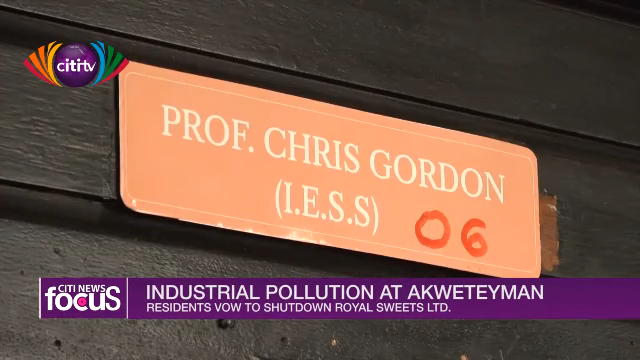 citi tv
PROF. CHRIS GORDON
(I.E.S.S)
06
CITI NEWS
focus
INDUSTRIAL POLLUTION AT AKWETEYMAN
RESIDENTS VOW TO SHUTDOWN ROYAL SWEETS LTD.